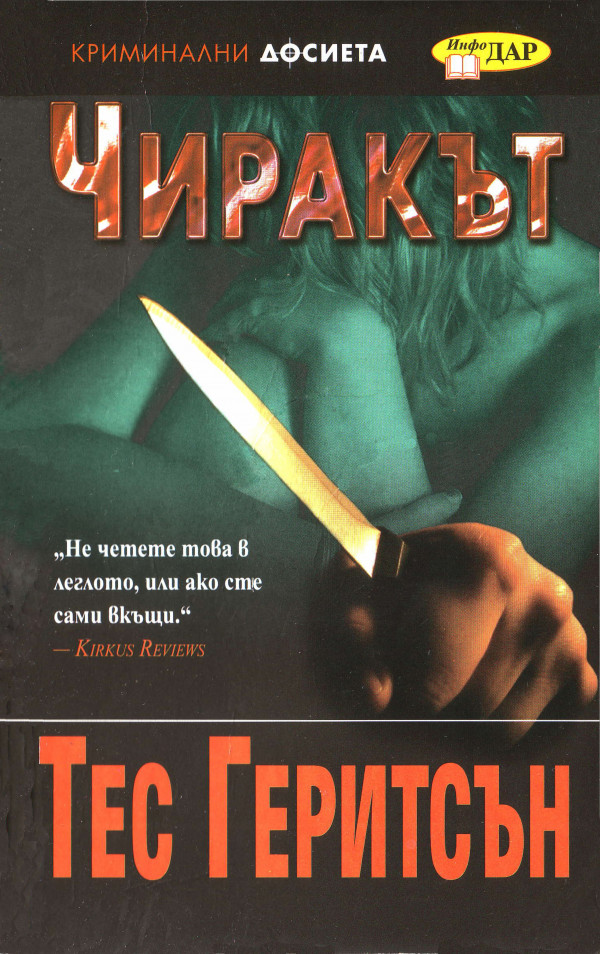 КРИМИНАЛНИ ДОСИЕТА
Инфо ДАР
ЧИРАКЪТ
„Не четете това в
леглото, или ако сте
сами вкъщи.“
— KIRKUS REVIEWS
ТЕС ГЕРИТСЪН